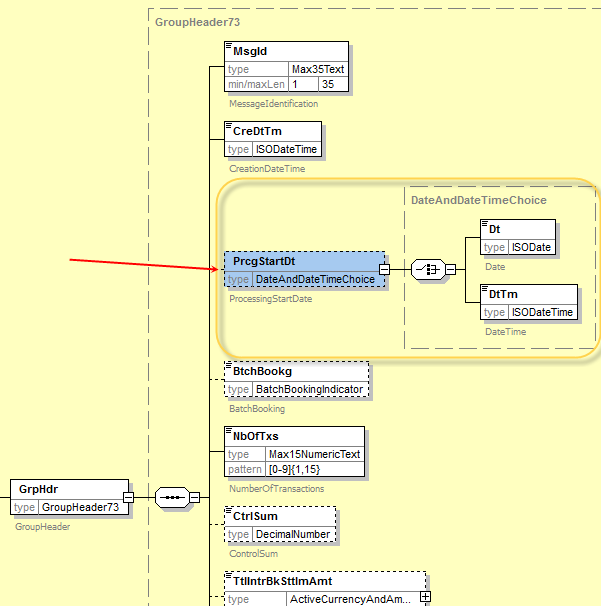 GroupHeader73
MsgId
type Max35Text
min/maxLen 1 35
MessageIdentification
CreDtTm
type ISODateTime
CreationDateTime
DateAndDateTimeChoice
Dt
type ISODate
Date
PrcgStartDt
type DateAndDateTimeChoice
ProcessingStartDate
DtTm
type ISODateTime
DateTime
BtchBookg
type BatchBookingIndicator
BatchBooking
NbOfTxs
type Max15NumericText
pattern [0-9]{1,15}
NumberOfTransactions
GrpHdr
type GroupHeader73
GroupHeader
CtrlSum
type DecimalNumber
ControlSum
TtlIntrBkSttlmAmt
type ActiveCurrencyAndAm...